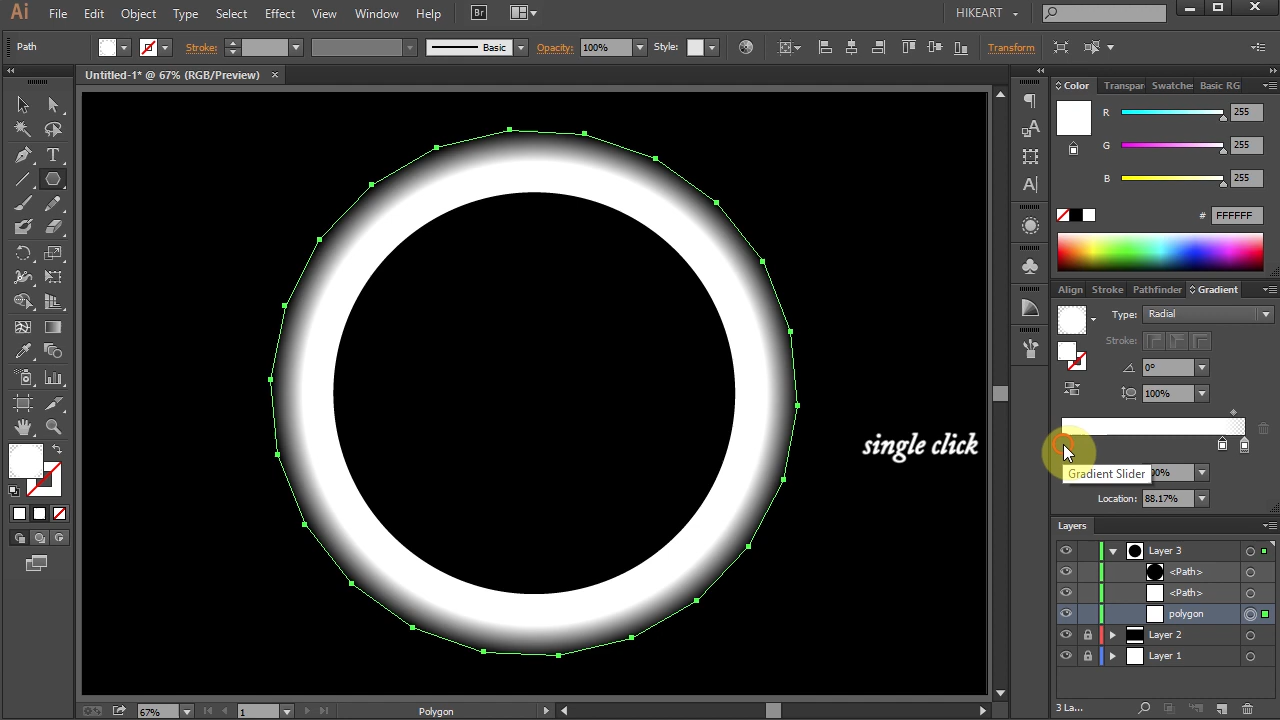 Ai File Edit Object Type Select Effect View Window Help Br HIKEART
Path Stroke: Basic Opacity: 100% Style: Transform
Untitled-1* @ 67% (RGB/Preview) ×
Color Transpar Swatches Basic RG
R 255
G 255
B 255
# FFFFFF
Align Stroke Pathfinder Gradient
Type: Radial
Stroke:
0°
100%
single click
Gradient Slider 00%
Location: 88.17%
Layers
Layer 3
<Path>
<Path>
polygon
Layer 2
Layer 1
3 La...
67% 1 Polygon